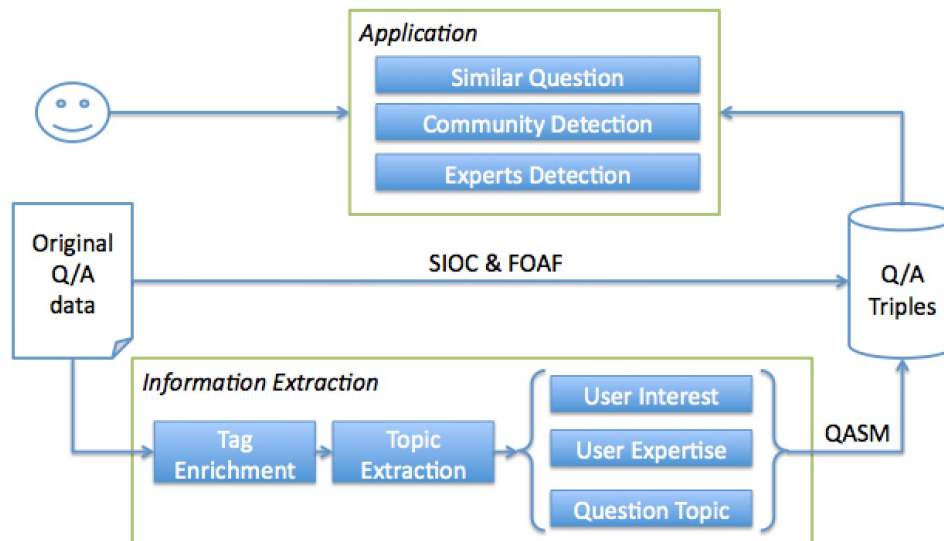 Application
Similar Question
Community Detection
Experts Detection
Original
Q/A
data
SIOC & FOAF
Q/A
Triples
Information Extraction
Tag
Enrichment
Topic
Extraction
User Interest
User Expertise
Question Topic
QASM